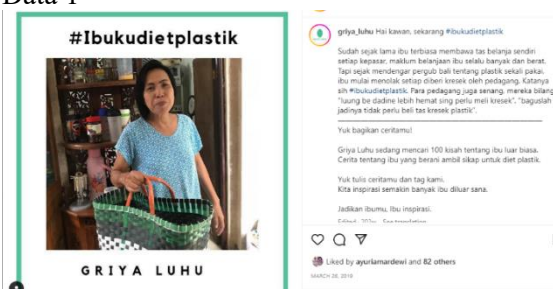 Data 1
#Ibukudietplastik
GRIYA LUHU
griya_luhu Hai kawan, sekarang #ibukudietplastik
Sudah sejak lama ibu terbiasa membawa tas belanja sendiri
setiap kepasar, maklum belanjaan ibu selalu banyak dan berat.
Tapi sejak mendengar pergub bali tentang plastik sekali pakai,
ibu mulai menolak setiap diberi kresek oleh pedagang. Katanya
sih #ibukudietplastik. Para pedagang juga senang, mereka bilang
"luung be dadine lebih hemat sing perlu meli kresek", "baguslah
jadinya tidak perlu beli tas kresek plastik".
Yuk bagikan ceritamu!
Griya Luhu sedang mencari 100 kisah tentang ibu luar biasa.
Cerita tentang ibu yang berani ambil sikap untuk diet plastik.
Yuk tulis ceritamu dan tag kami.
Kita inspirasi semakin banyak ibu diluar sana.
Jadikan ibumu, Ibu inspirasi.
Edited · See translation
Liked by ayuriamardewi and 82 others
MARCH 28, 2019